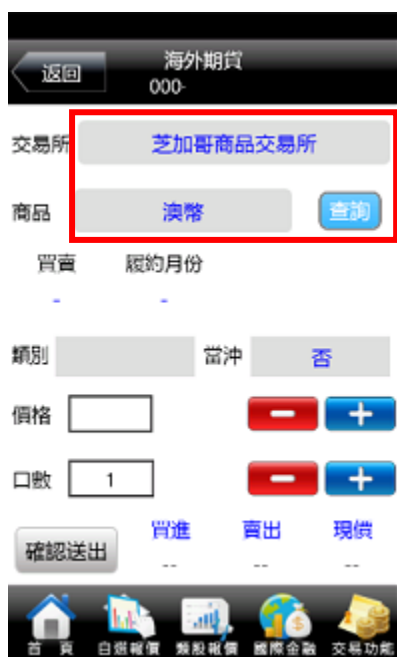 返回
海外期貨
000-
交易所 芝加哥商品交易所
商品 澳幣 查詢
買賣 履約月份
- -
類別 當沖 否
價格 - +
口數 1 - +
買進 賣出 現價
確認送出 -- -- --
首頁 自選報價 類股報價 國際金融 交易功能